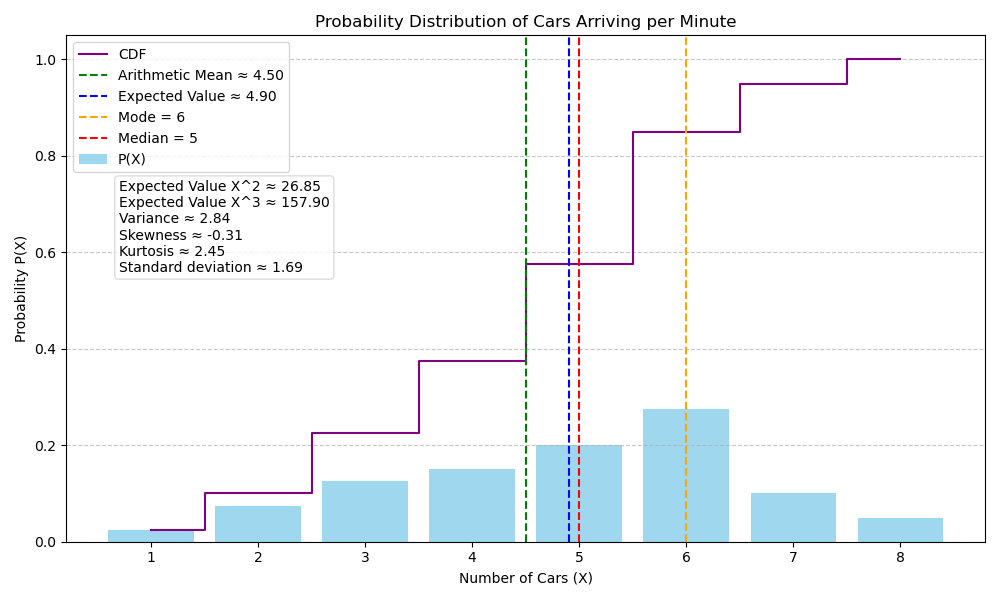 Probability Distribution of Cars Arriving per Minute
CDF
Arithmetic Mean ≈ 4.50
Expected Value ≈ 4.90
Mode = 6
Median = 5
P(X)
Expected Value X^2 ≈ 26.85
Expected Value X^3 ≈ 157.90
Variance ≈ 2.84
Skewness ≈ -0.31
Kurtosis ≈ 2.45
Standard deviation ≈ 1.69
Probability P(X)
1.0
0.8
0.6
0.4
0.2
0.0
1 2 3 4 5 6 7 8
Number of Cars (X)